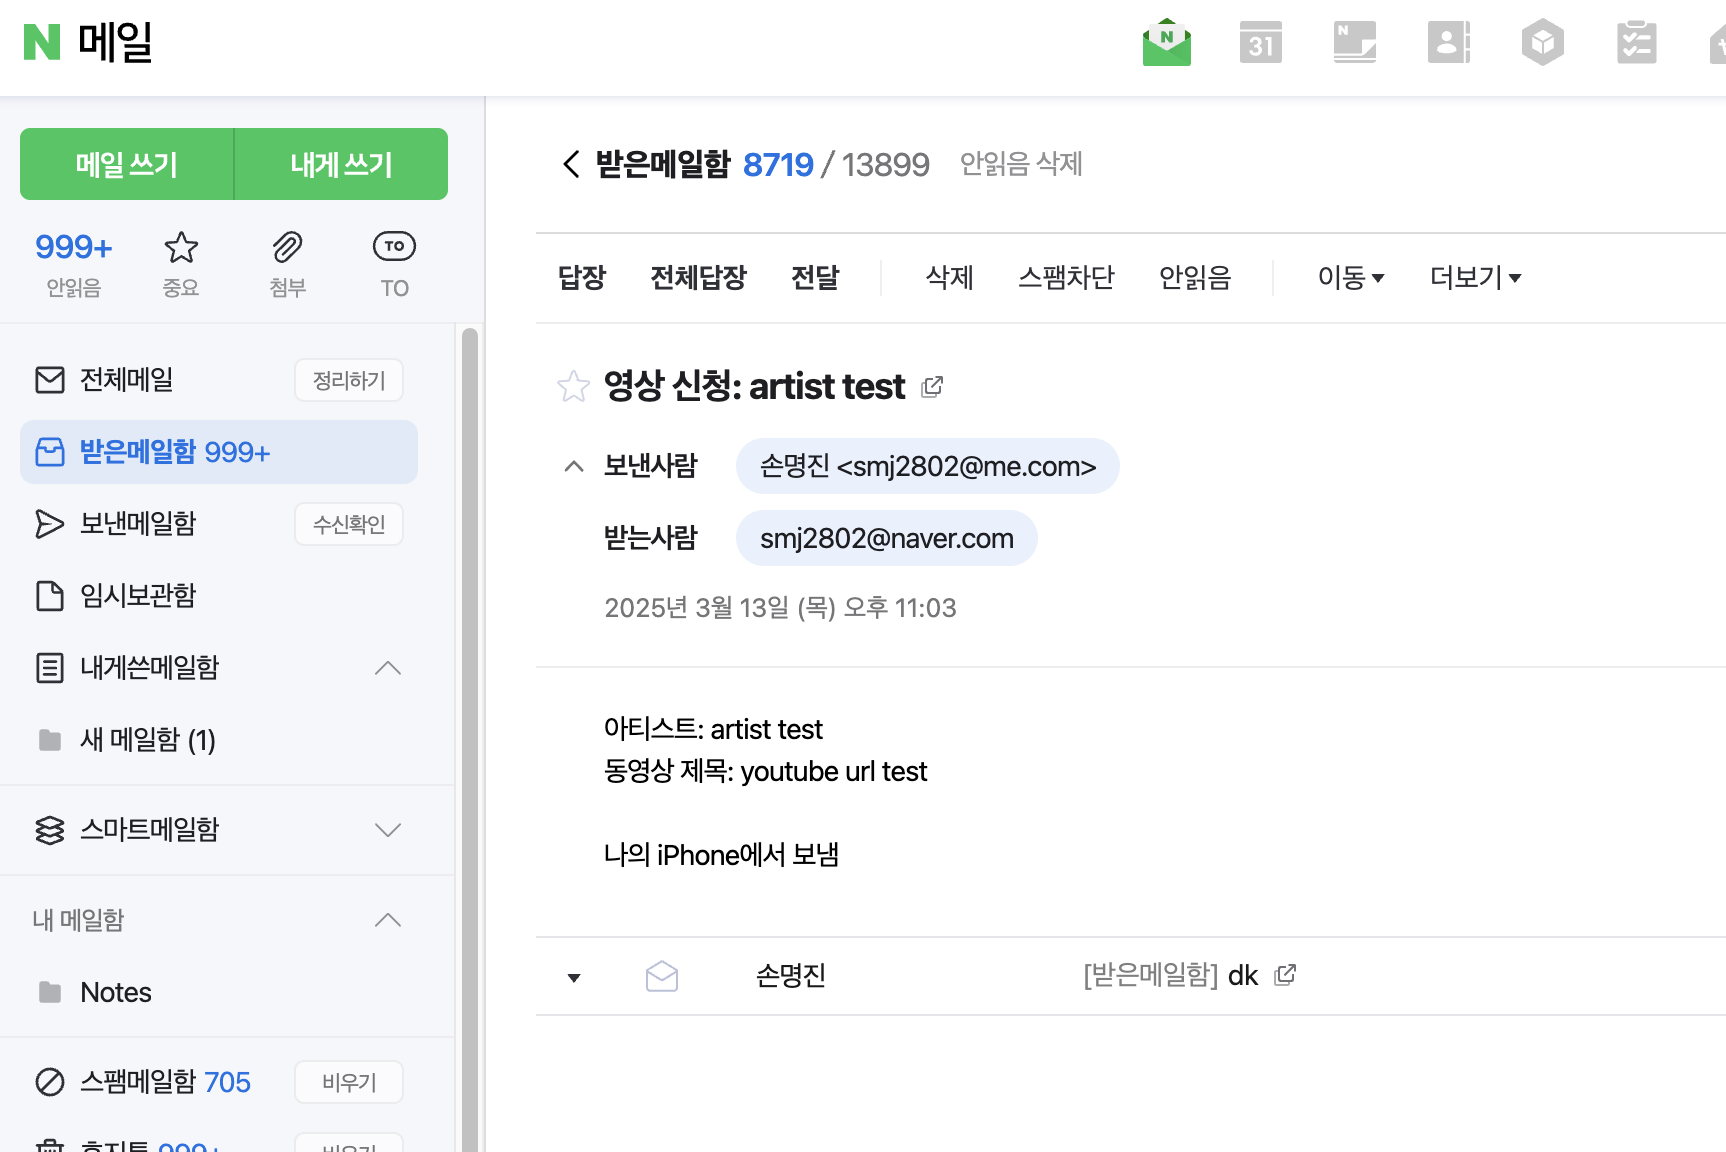 N 메일
N
31
N
메일 쓰기
내게 쓰기
999+
안읽음
중요
첨부
TO
TO
전체메일
정리하기
받은메일함 999+
보낸메일함
수신확인
임시보관함
내게쓴메일함
새 메일함 (1)
스마트메일함
내 메일함
Notes
스팸메일함 705
비우기
휴지통 999+
비우기
받은메일함 8719 / 13899 안읽음 삭제
답장 전체답장 전달 삭제 스팸차단 안읽음 이동 더보기
영상 신청: artist test
보낸사람 손명진 <smj2802@me.com>
받는사람 smj2802@naver.com
2025년 3월 13일 (목) 오후 11:03
아티스트: artist test
동영상 제목: youtube url test
나의 iPhone에서 보냄
손명진 [받은메일함] dk